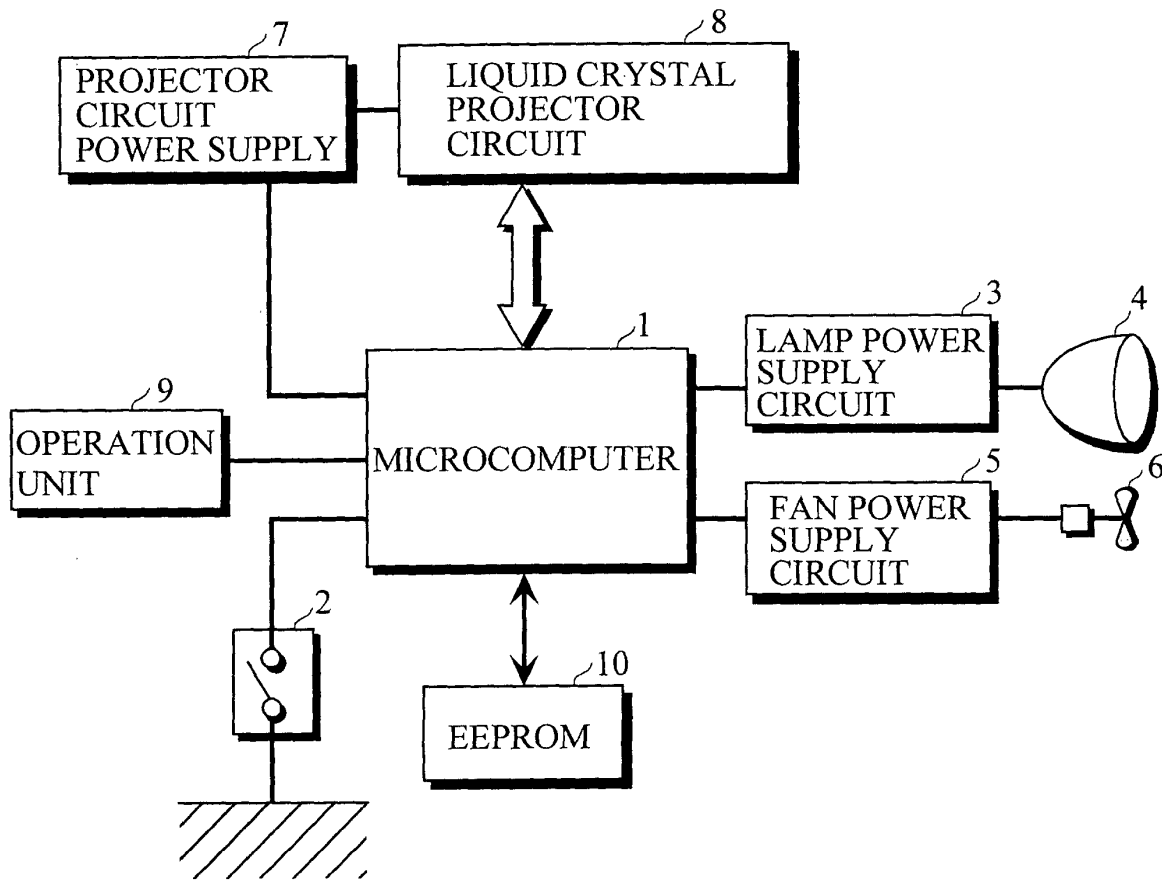 7
PROJECTOR
CIRCUIT
POWER SUPPLY
8
LIQUID CRYSTAL
PROJECTOR
CIRCUIT
1
MICROCOMPUTER
3
LAMP POWER
SUPPLY
CIRCUIT
4
9
OPERATION
UNIT
5
FAN POWER
SUPPLY
CIRCUIT
6
2
10
EEPROM